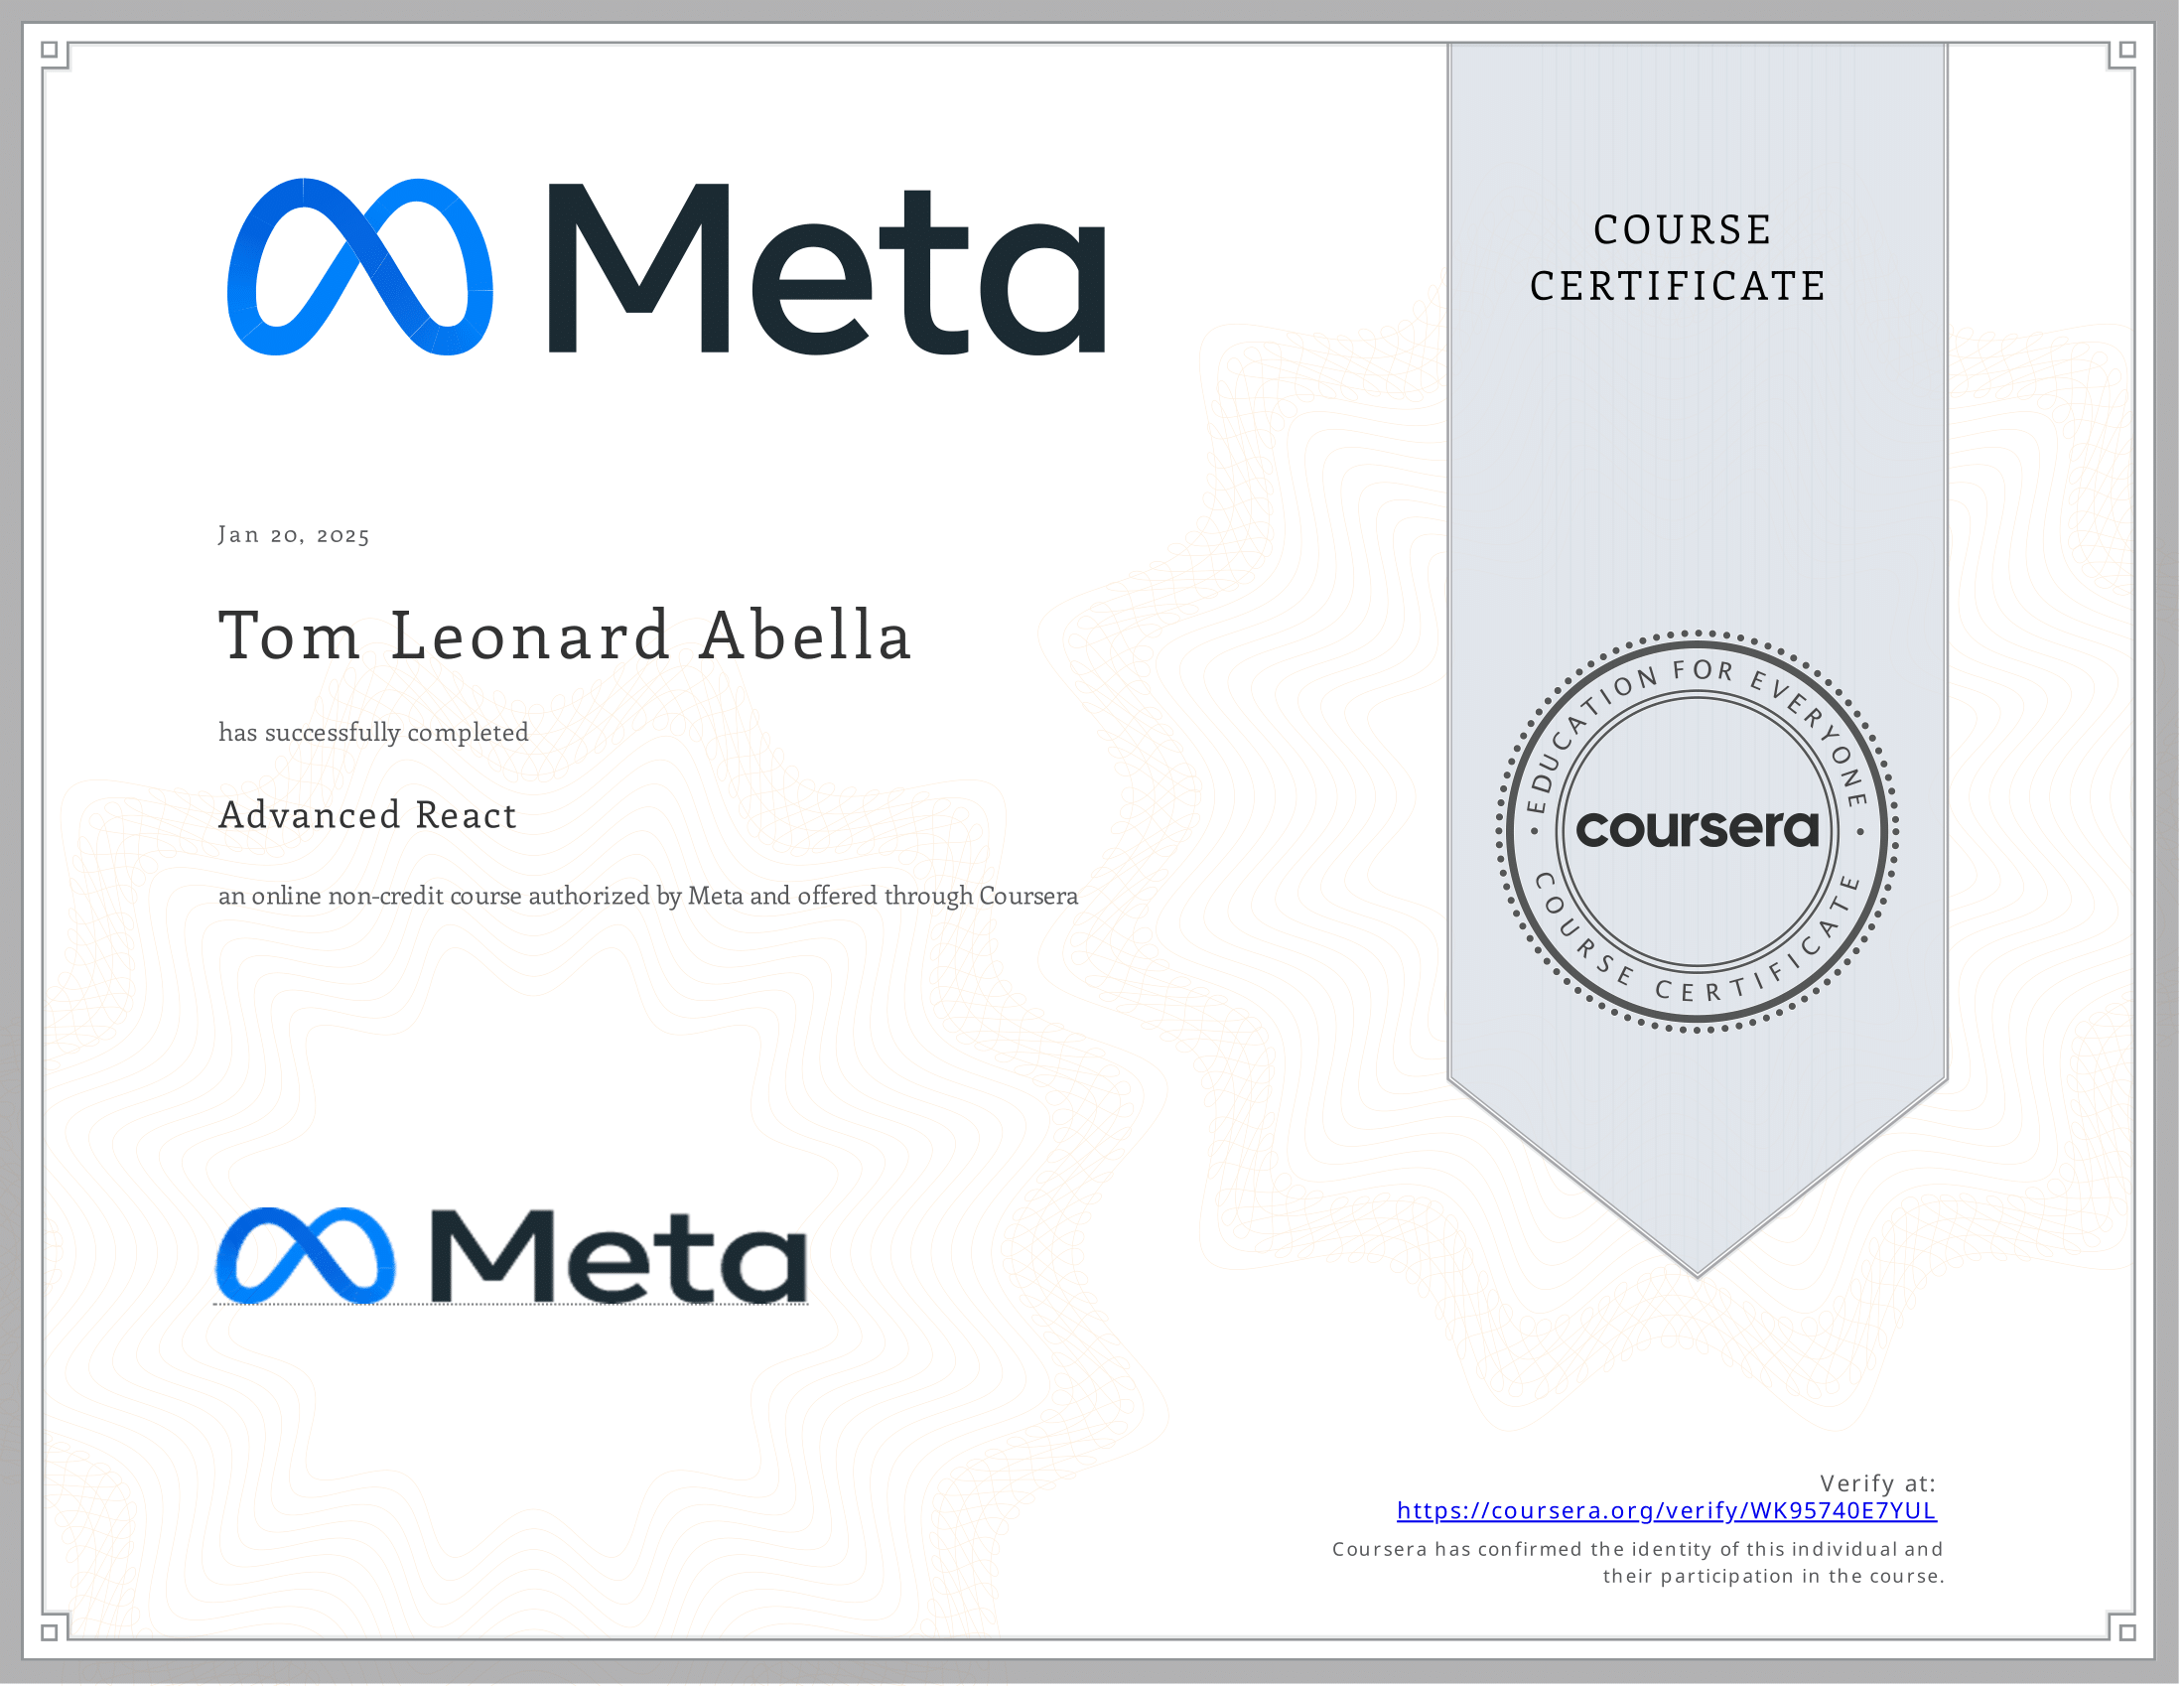 Meta
COURSE
CERTIFICATE
Jan 20, 2025
Tom Leonard Abella
has successfully completed
Advanced React
an online non-credit course authorized by Meta and offered through Coursera
EDUCATION FOR EVERYONE
coursera
COURSE CERTIFICATE
Meta
Verify at:
https://coursera.org/verify/WK95740E7YUL
Coursera has confirmed the identity of this individual and
their participation in the course.